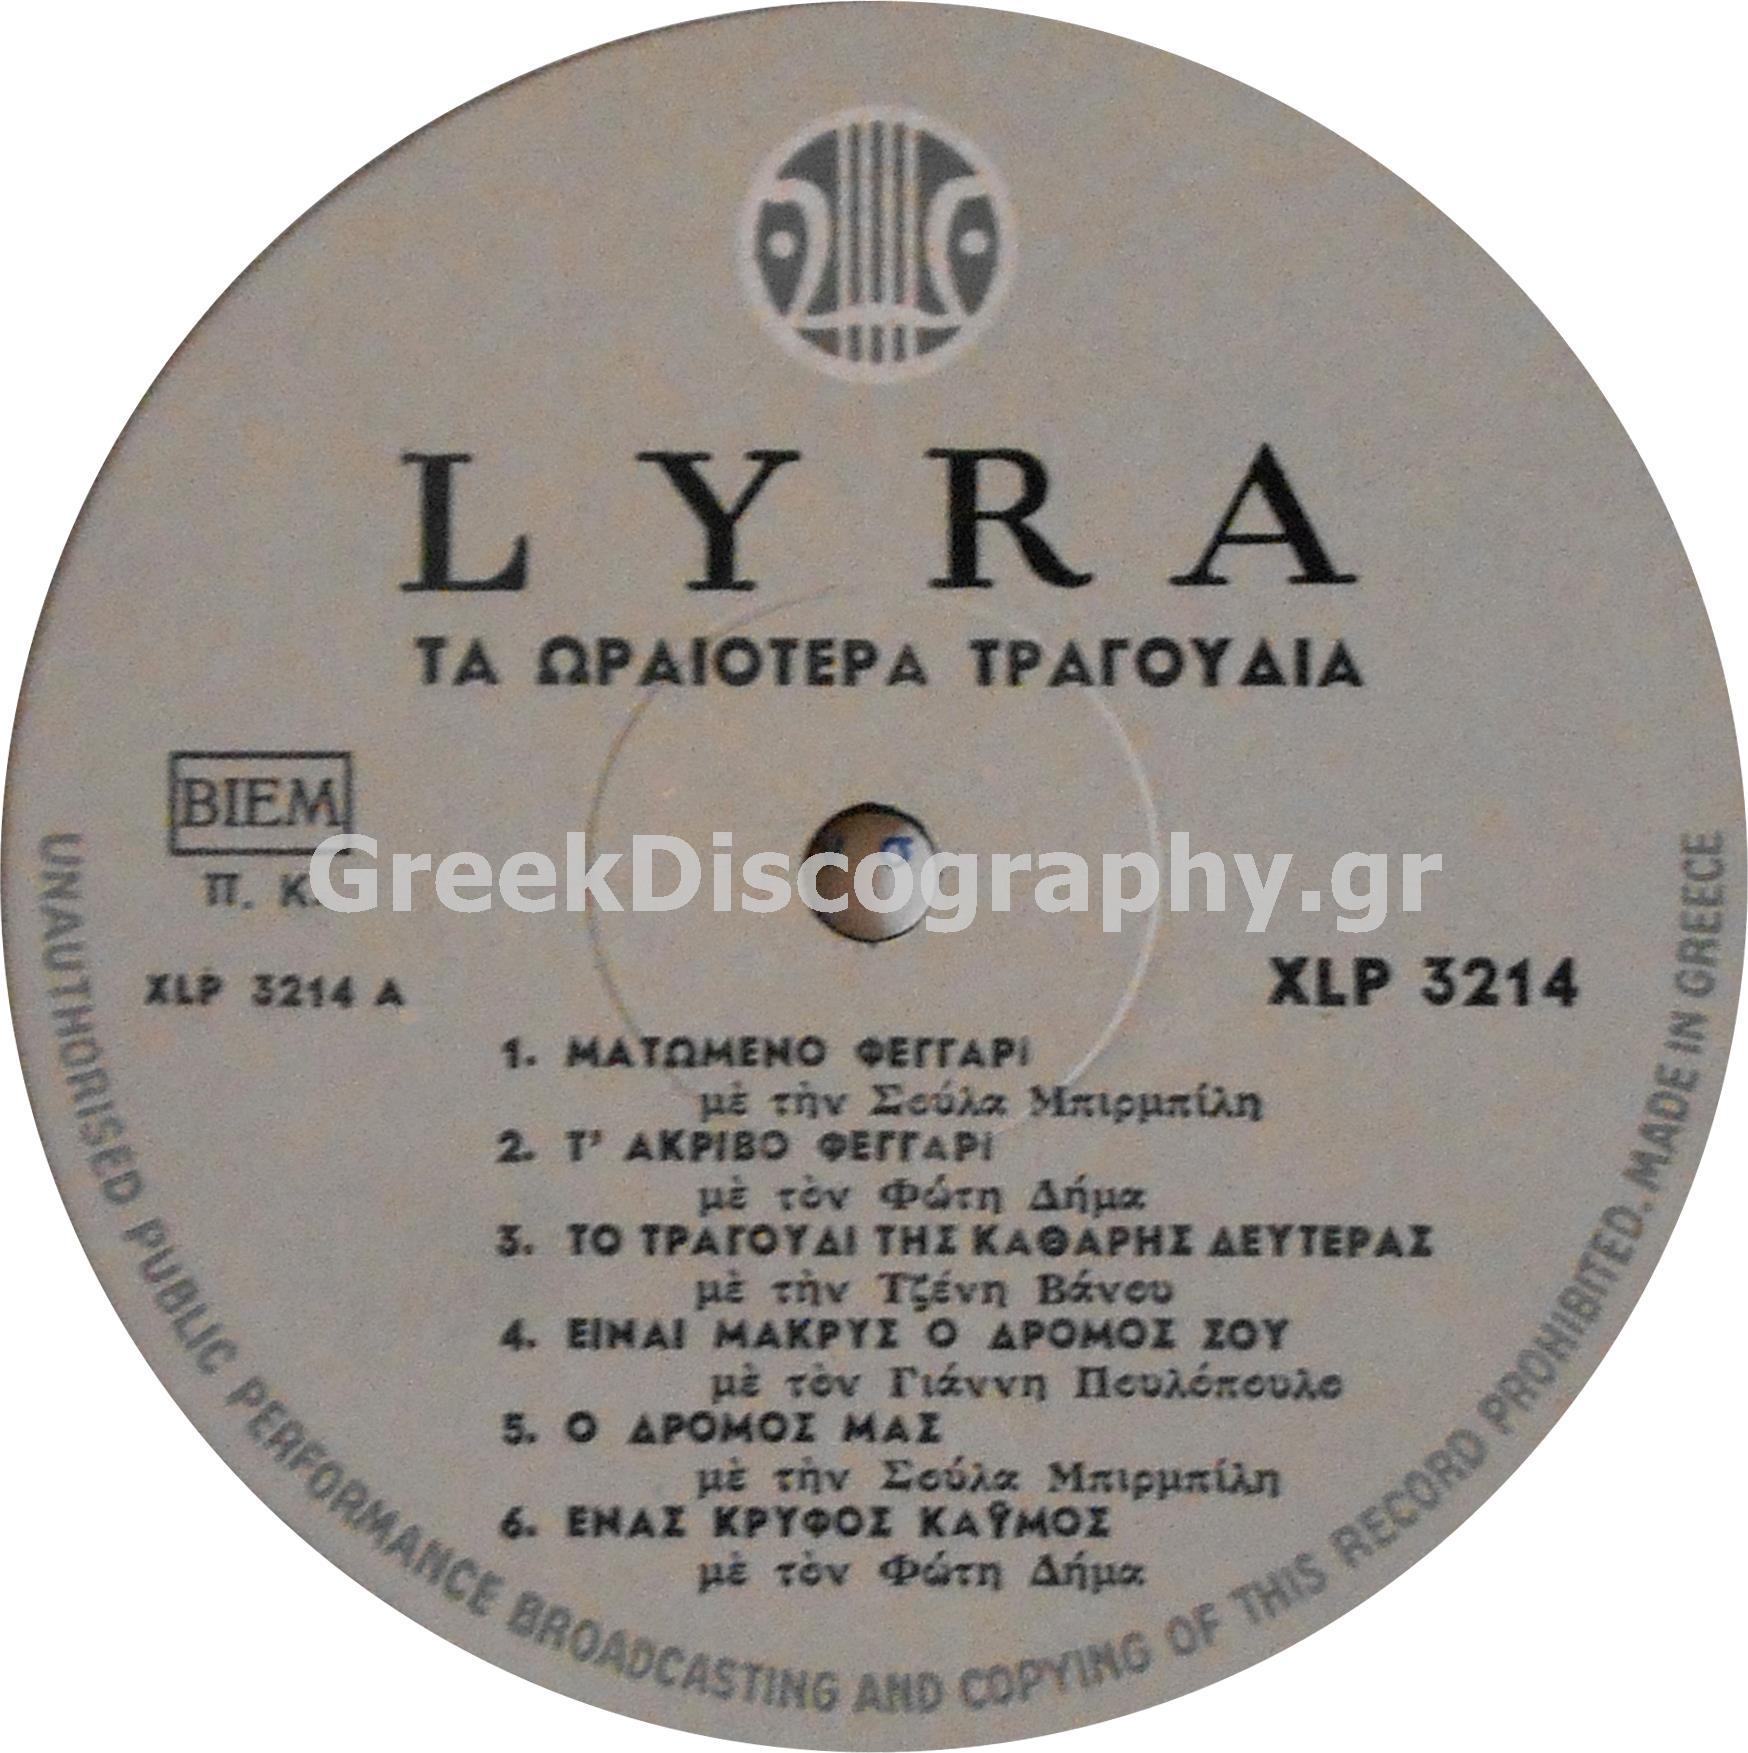 LYRA
ΤΑ ΩΡΑΙΟΤΕΡΑ ΤΡΑΓΟΥΔΙΑ
BIEM
Π. Κ.
GreekDiscography.gr
XLP 3214 A
XLP 3214
1. ΜΑΤΩΜΕΝΟ ΦΕΓΓΑΡΙ
μὲ τὴν Σούλα Μπιρμπίλη
2. Τ' ΑΚΡΙΒΟ ΦΕΓΓΑΡΙ
μὲ τὸν Φώτη Δήμα
3. ΤΟ ΤΡΑΓΟΥΔΙ ΤΗΣ ΚΑΘΑΡΗΣ ΔΕΥΤΕΡΑΣ
μὲ τὴν Τζένη Βάνου
4. ΕΙΝΑΙ ΜΑΚΡΥΣ Ο ΔΡΟΜΟΣ ΣΟΥ
μὲ τὸν Γιάννη Πουλόπουλο
5. Ο ΔΡΟΜΟΣ ΜΑΣ
μὲ τὴν Σούλα Μπιρμπίλη
6. ΕΝΑΣ ΚΡΥΦΟΣ ΚΑΫΜΟΣ
μὲ τὸν Φώτη Δήμα
UNAUTHORISED PUBLIC PERFORMANCE BROADCASTING AND COPYING OF THIS RECORD PROHIBITED. MADE IN GREECE